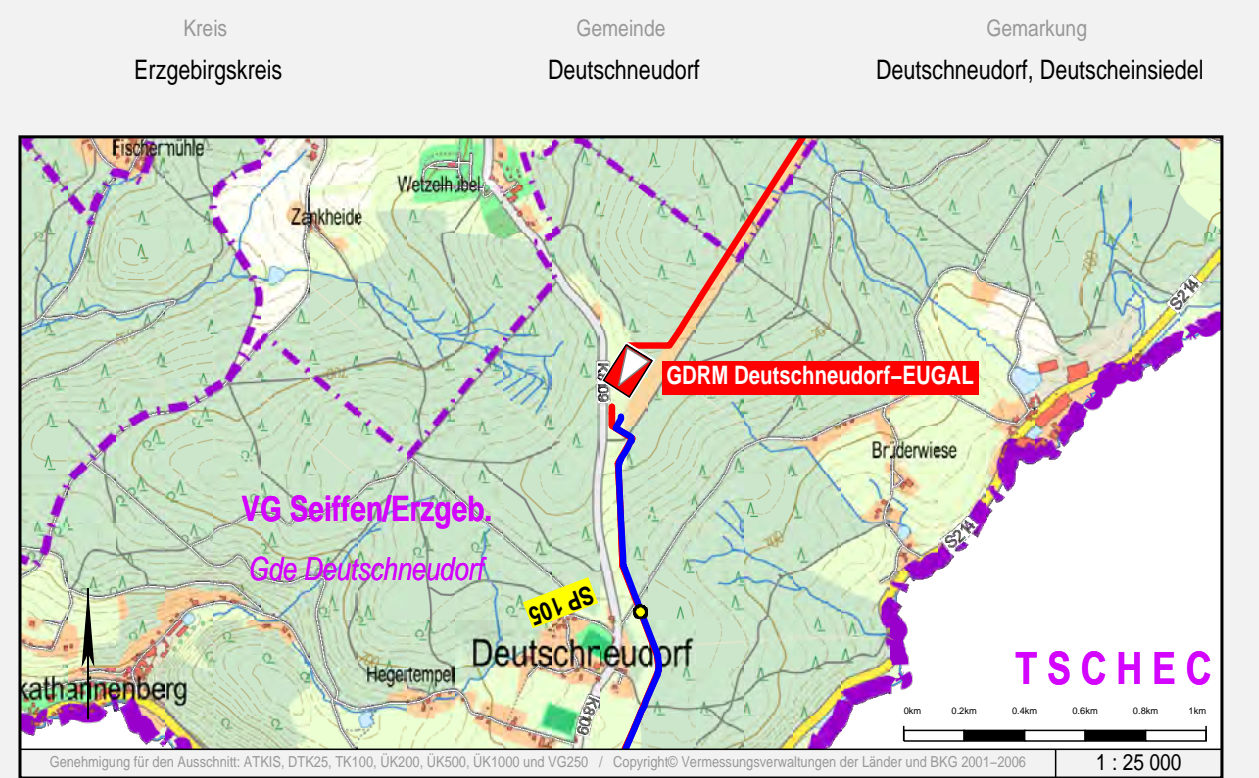 Kreis
Gemeinde
Gemarkung
Erzgebirgskreis
Deutschneudorf
Deutschneudorf, Deutscheinsiedel
Fischermühle
Wetzelhübel
Zankheide
S214
GDRM Deutschneudorf–EUGAL
Brüderwiese
VG Seiffen/Erzgeb.
S214
Gde Deutschneudorf
SP 105
Deutschneudorf
TSCHEC
Hegertempel
0km 0.2km 0.4km 0.6km 0.8km 1km
Genehmigung für den Ausschnitt: ATKIS, DTK25, TK100, ÜK200, ÜK500, ÜK1000 und VG250 / Copyright© Vermessungsverwaltungen der Länder und BKG 2001–2006
1 : 25 000